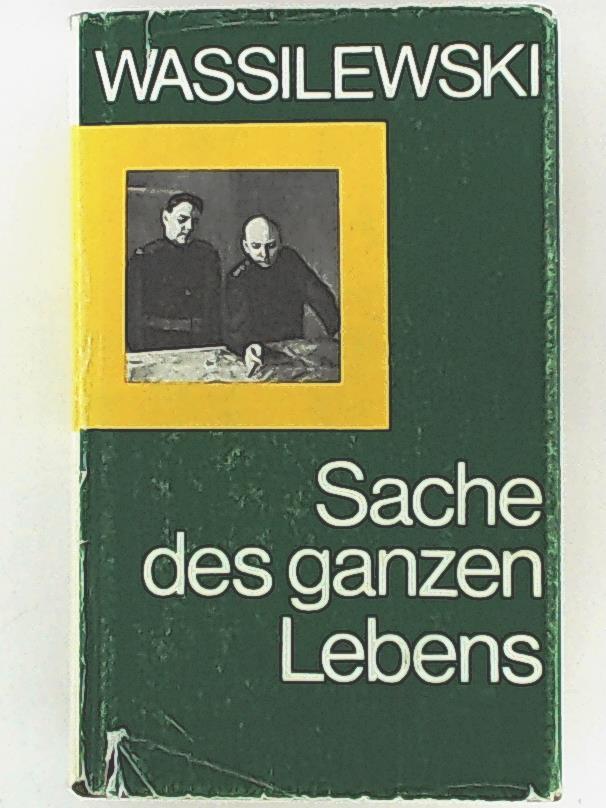 WASSILEWSKI
Sache
des ganzen
Lebens